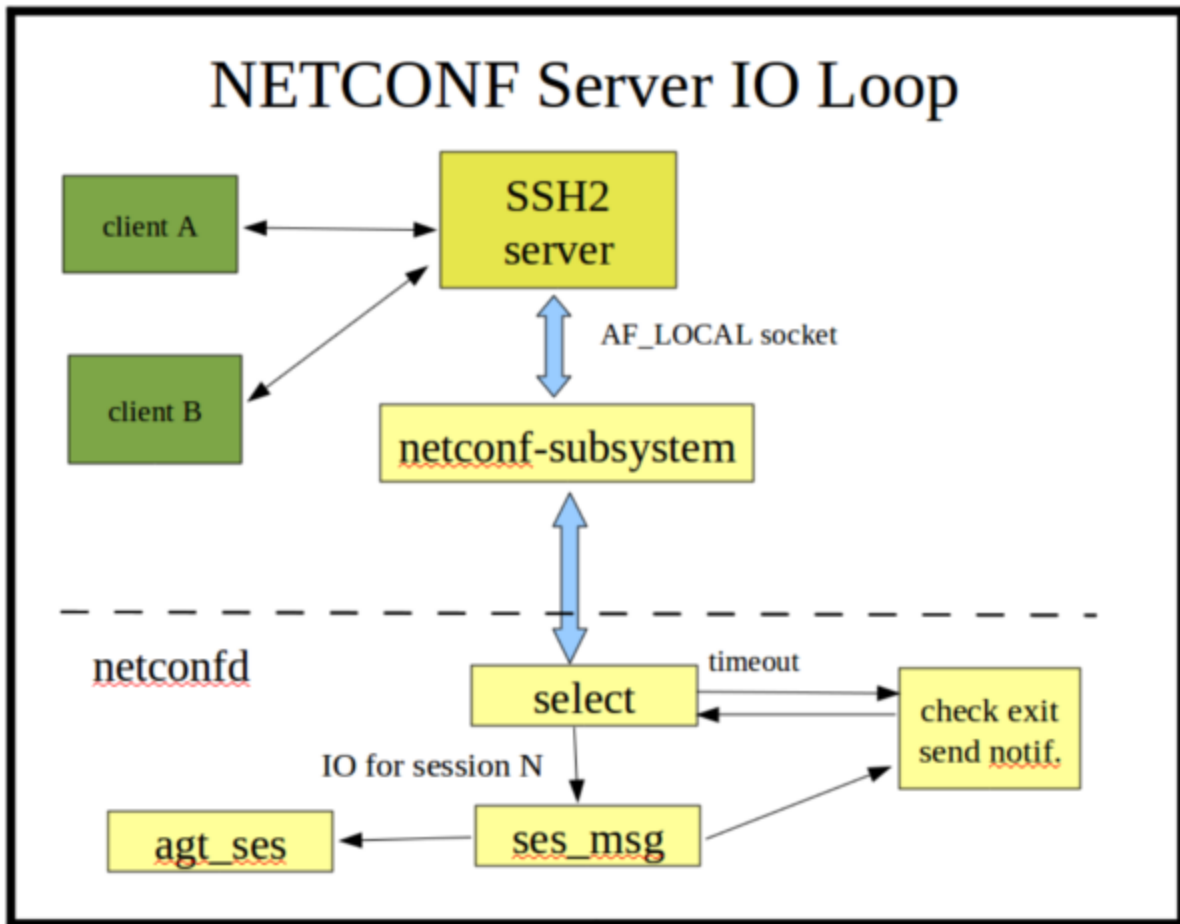 NETCONF Server IO Loop
client A
SSH2
server
AF_LOCAL socket
client B
netconf-subsystem
netconfd
timeout
select
check exit
send notif.
IO for session N
agt_ses
ses_msg